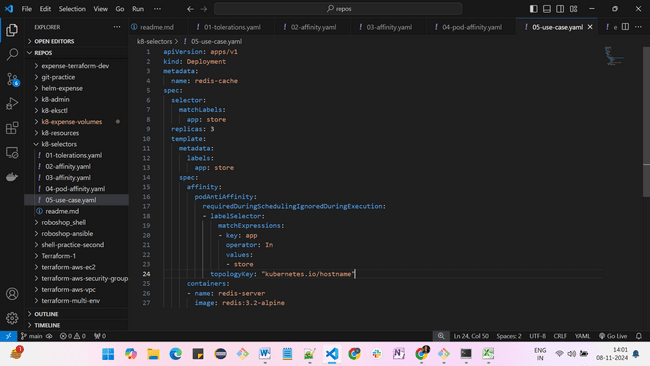 File Edit Selection View Go Run ···
repos
EXPLORER
OPEN EDITORS
REPOS
expense-terraform-dev
git-practice
helm-expense
k8-admin
k8-eksctl
k8-expense-volumes
k8-resources
k8-selectors
! 01-tolerations.yaml
! 02-affinity.yaml
! 03-affinity.yaml
! 04-pod-affinity.yaml
! 05-use-case.yaml
readme.md
roboshop_shell
roboshop-ansible
shell-practice-second
Terraform-1
terraform-aws-ec2
terraform-aws-security-group
terraform-aws-vpc
terraform-multi-env
OUTLINE
TIMELINE
readme.md ! 01-tolerations.yaml ! 02-affinity.yaml ! 03-affinity.yaml ! 04-pod-affinity.yaml ! 05-use-case.yaml
k8-selectors > ! 05-use-case.yaml
1 apiVersion: apps/v1
2 kind: Deployment
3 metadata:
4 name: redis-cache
5 spec:
6 selector:
7 matchLabels:
8 app: store
9 replicas: 3
10 template:
11 metadata:
12 labels:
13 app: store
14 spec:
15 affinity:
16 podAntiAffinity:
17 requiredDuringSchedulingIgnoredDuringExecution:
18 - labelSelector:
19 matchExpressions:
20 - key: app
21 operator: In
22 values:
23 - store
24 topologyKey: "kubernetes.io/hostname"
25 containers:
26 - name: redis-server
27 image: redis:3.2-alpine
main 0 0 0 Ln 24, Col 50 Spaces: 2 UTF-8 CRLF YAML Go Live
ENG
IN
14:01
08-11-2024